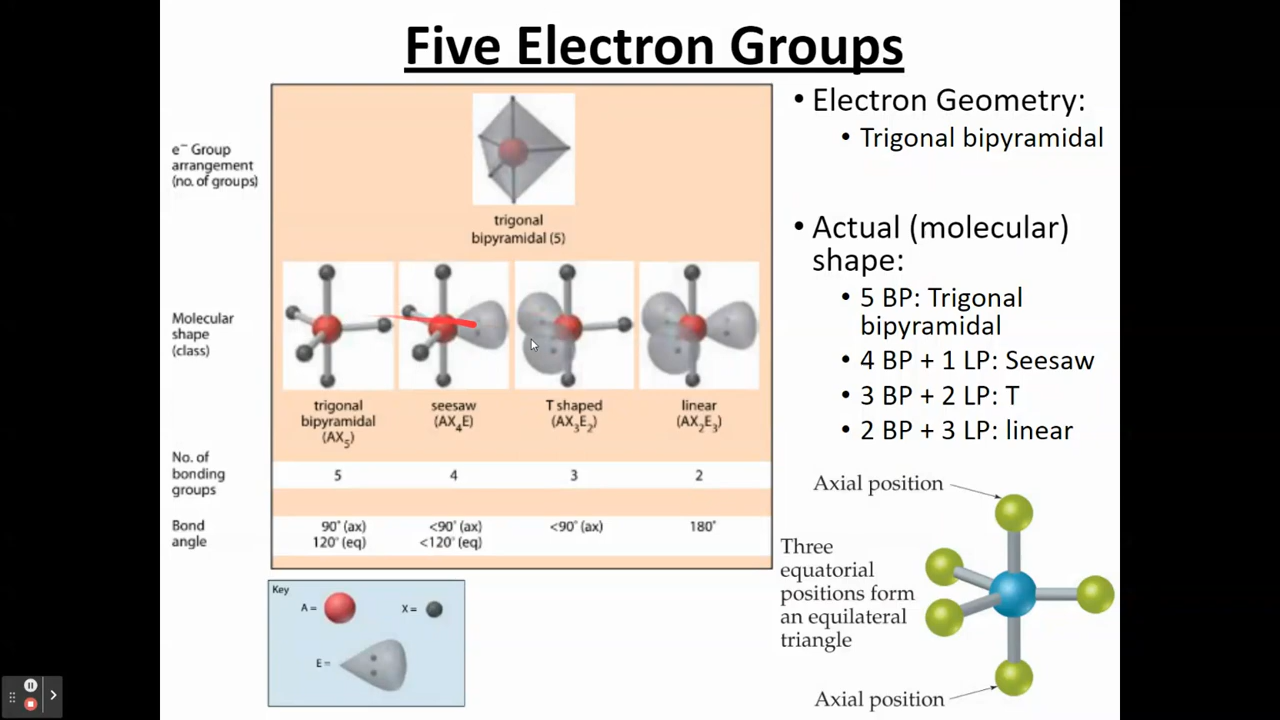 Five Electron Groups
e⁻ Group
arrangement
(no. of groups)
trigonal
bipyramidal (5)
Molecular
shape
(class)
trigonal
bipyramidal
(AX₅)
seesaw
(AX₄E)
T shaped
(AX₃E₂)
linear
(AX₂E₃)
No. of
bonding
groups
5
4
3
2
Bond
angle
90° (ax)
120° (eq)
<90° (ax)
<120° (eq)
<90° (ax)
180°
Key
A =
X =
E =
• Electron Geometry:
• Trigonal bipyramidal
• Actual (molecular)
shape:
• 5 BP: Trigonal
bipyramidal
• 4 BP + 1 LP: Seesaw
• 3 BP + 2 LP: T
• 2 BP + 3 LP: linear
Axial position
Three
equatorial
positions form
an equilateral
triangle
Axial position